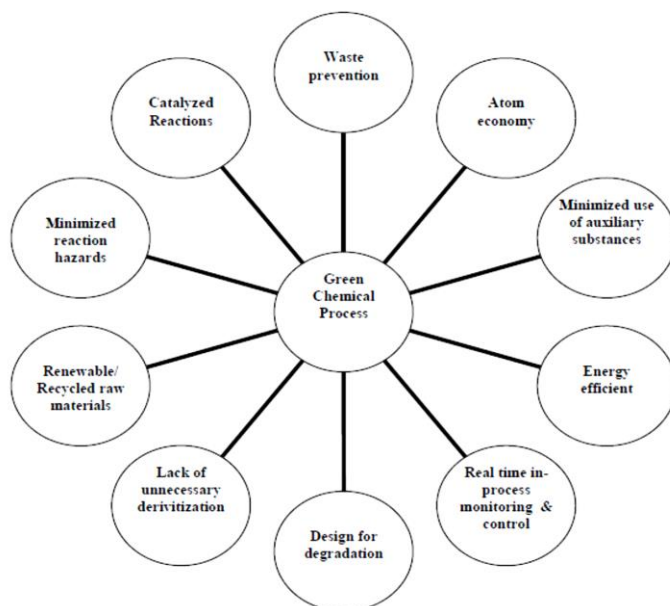 Waste
prevention
Atom
economy
Minimized use
of auxiliary
substances
Energy
efficient
Real time in-
process
monitoring &
control
Design for
degradation
Lack of
unnecessary
derivitization
Renewable/
Recycled raw
materials
Minimized
reaction
hazards
Catalyzed
Reactions
Green
Chemical
Process